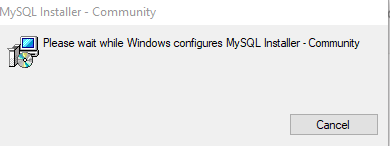 MySQL Installer - Community
Please wait while Windows configures MySQL Installer - Community
Cancel